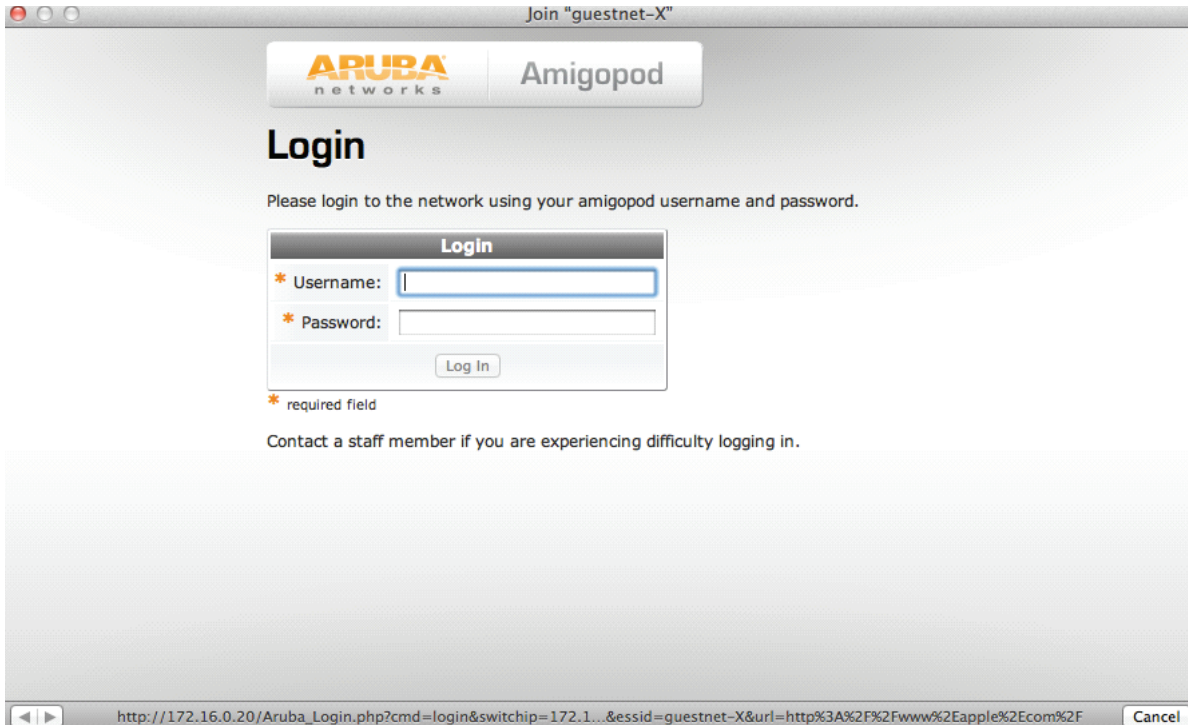 Join “guestnet-X”
ARUBA networks Amigopod
Login
Please login to the network using your amigopod username and password.
Login
* Username:
* Password:
Log In
* required field
Contact a staff member if you are experiencing difficulty logging in.
http://172.16.0.20/Aruba_Login.php?cmd=login&switchip=172.1...&essid=guestnet-X&url=http%3A%2F%2Fwww%2Eapple%2Ecom%2F Cancel